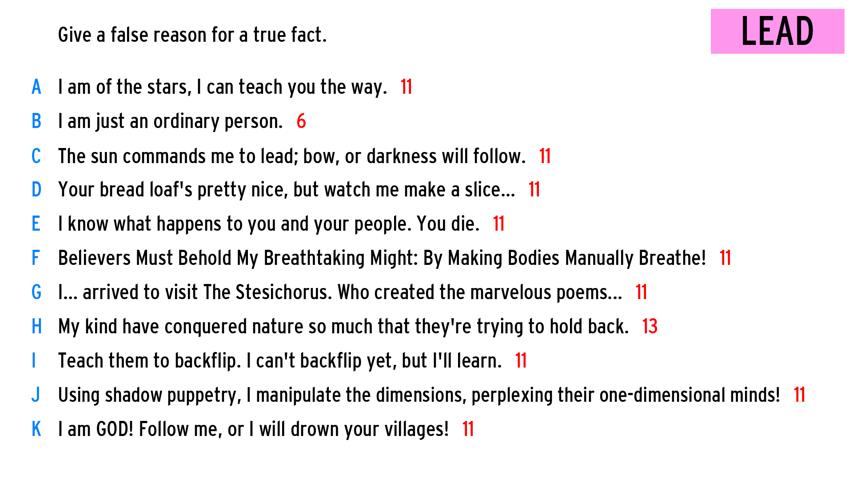 Give a false reason for a true fact.
LEAD
A I am of the stars, I can teach you the way. 11
B I am just an ordinary person. 6
C The sun commands me to lead; bow, or darkness will follow. 11
D Your bread loaf's pretty nice, but watch me make a slice... 11
E I know what happens to you and your people. You die. 11
F Believers Must Behold My Breathtaking Might: By Making Bodies Manually Breathe! 11
G I... arrived to visit The Stesichorus. Who created the marvelous poems... 11
H My kind have conquered nature so much that they're trying to hold back. 13
I Teach them to backflip. I can't backflip yet, but I'll learn. 11
J Using shadow puppetry, I manipulate the dimensions, perplexing their one-dimensional minds! 11
K I am GOD! Follow me, or I will drown your villages! 11